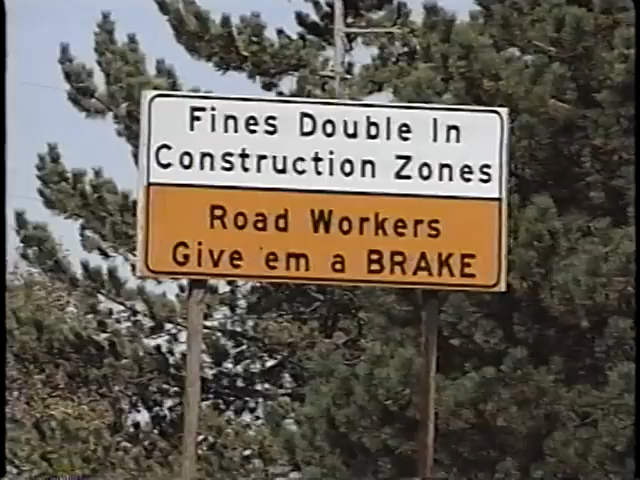 Fines Double In
Construction Zones
Road Workers
Give 'em a BRAKE